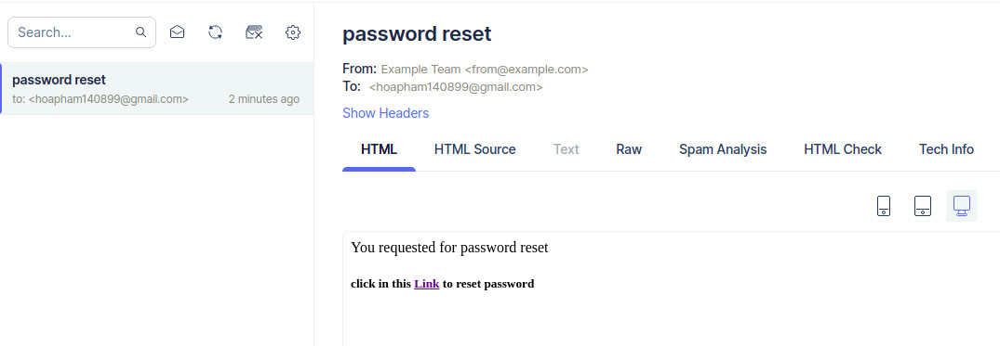 Search...
password reset
to: <hoapham140899@gmail.com> 2 minutes ago
password reset
From: Example Team <from@example.com>
To: <hoapham140899@gmail.com>
Show Headers
HTML HTML Source Text Raw Spam Analysis HTML Check Tech Info
You requested for password reset
click in this Link to reset password